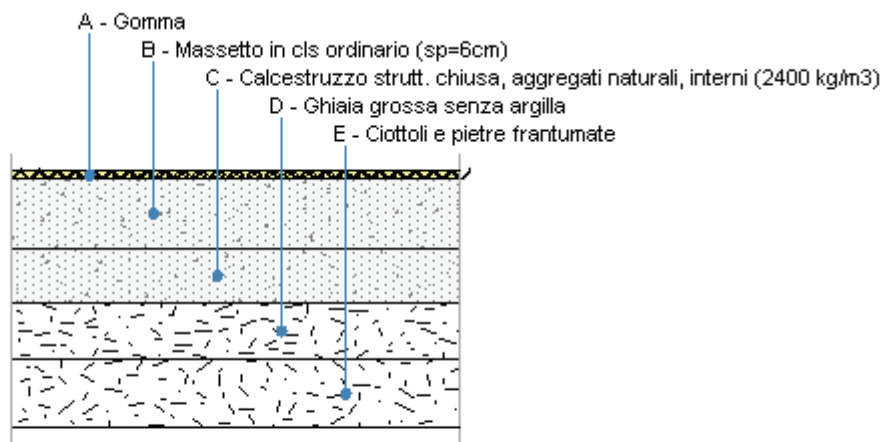 A - Gomma
B - Massetto in cls ordinario (sp=6cm)
C - Calcestruzzo strutt. chiusa, aggregati naturali, interni (2400 kg/m3)
D - Ghiaia grossa senza argilla
E - Ciottoli e pietre frantumate